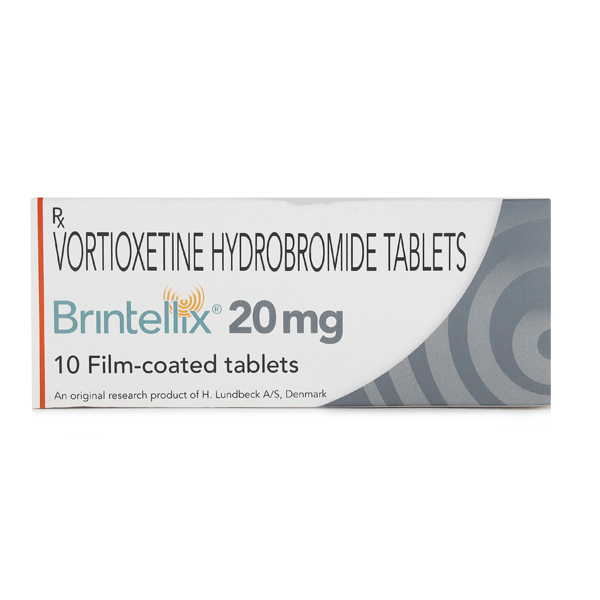 Rx
VORTIOXETINE HYDROBROMIDE TABLETS
Brintellix® 20 mg
10 Film-coated tablets
An original research product of H. Lundbeck A/S, Denmark